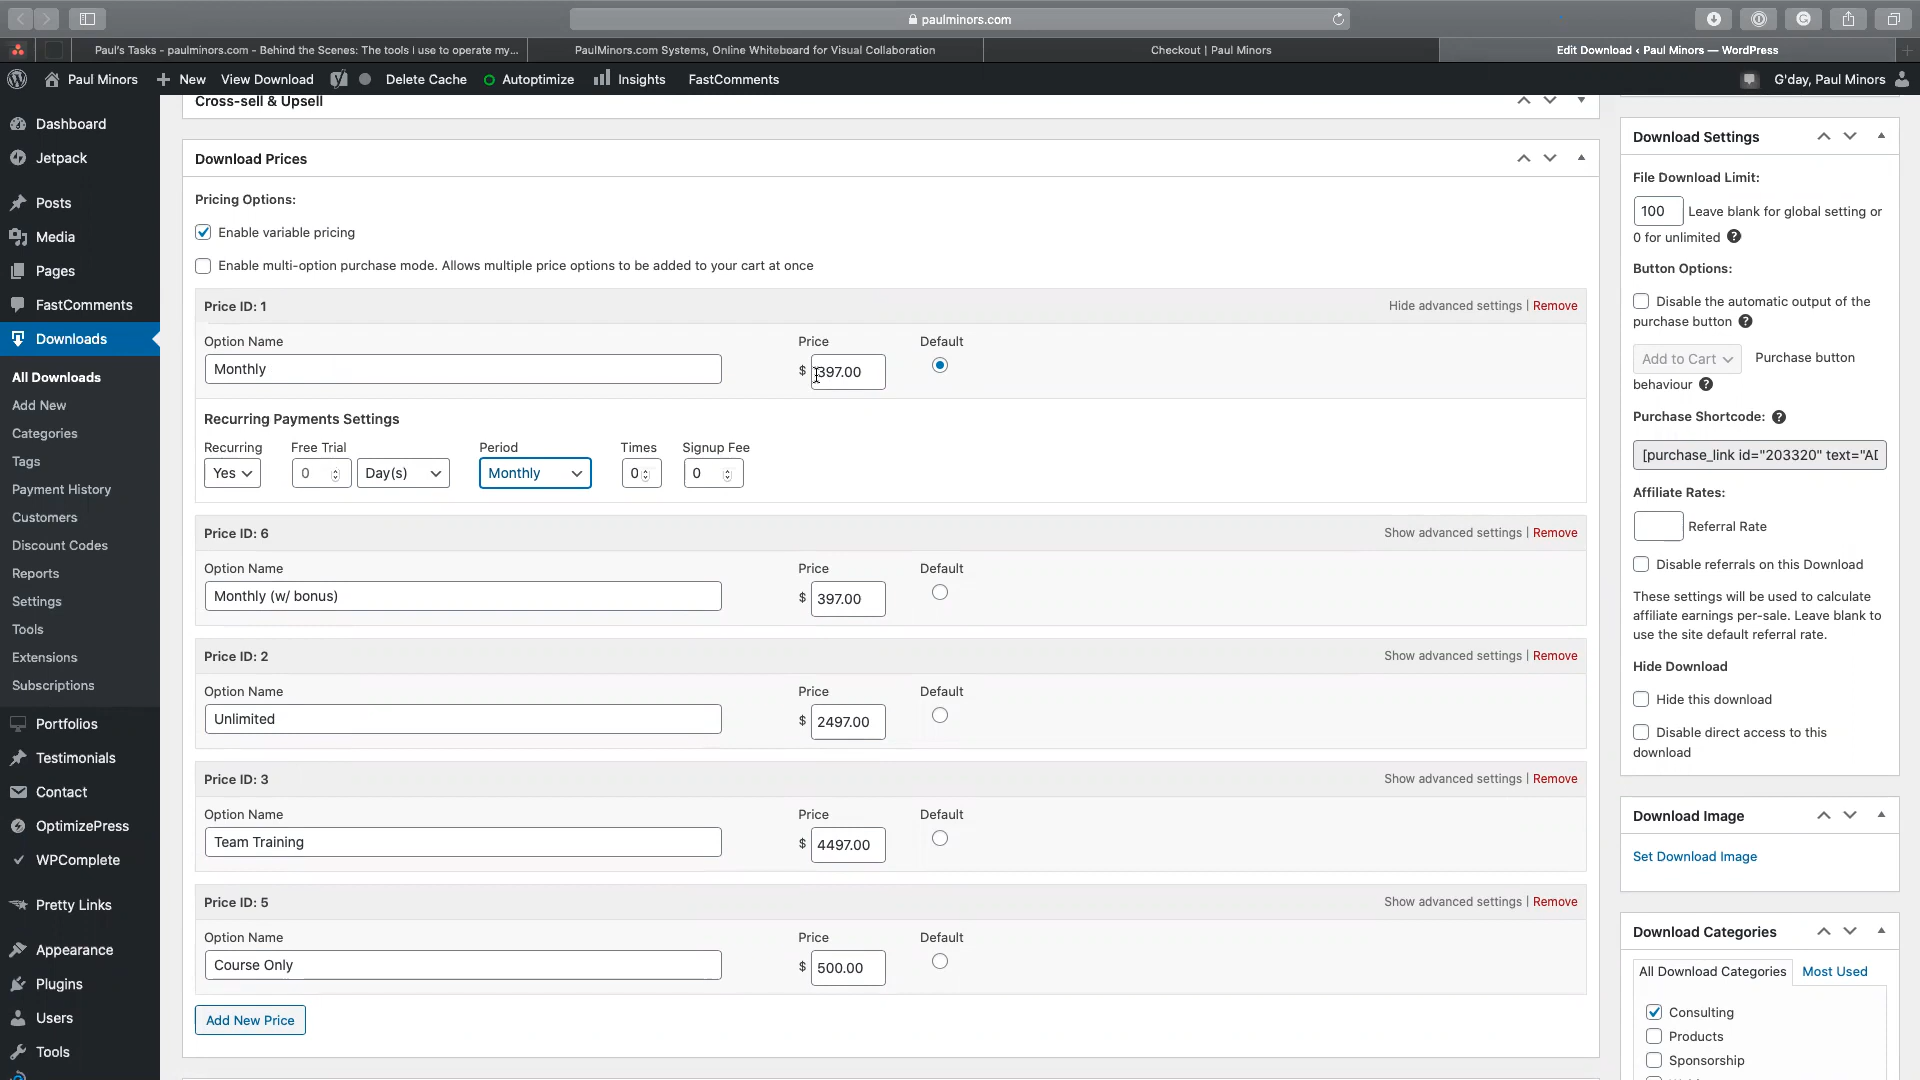 paulminors.com
Paul's Tasks - paulminors.com - Behind the Scenes: The tools I use to operate my...
PaulMinors.com Systems, Online Whiteboard for Visual Collaboration
Checkout | Paul Minors
Edit Download ‹ Paul Minors — WordPress
Paul Minors
New
View Download
Delete Cache
Autoptimize
Insights
FastComments
G'day, Paul Minors
Dashboard
Jetpack
Posts
Media
Pages
FastComments
Downloads
All Downloads
Add New
Categories
Tags
Payment History
Customers
Discount Codes
Reports
Settings
Tools
Extensions
Subscriptions
Portfolios
Testimonials
Contact
OptimizePress
WPComplete
Pretty Links
Appearance
Plugins
Users
Tools
Cross-sell & Upsell
Download Prices
Pricing Options:
Enable variable pricing
Enable multi-option purchase mode. Allows multiple price options to be added to your cart at once
Price ID: 1
Hide advanced settings | Remove
Option Name Price Default
Monthly $ 397.00
Recurring Payments Settings
Recurring Free Trial Period Times Signup Fee
Yes 0 Day(s) Monthly 0 0
Price ID: 6
Show advanced settings | Remove
Option Name Price Default
Monthly (w/ bonus) $ 397.00
Price ID: 2
Show advanced settings | Remove
Option Name Price Default
Unlimited $ 2497.00
Price ID: 3
Show advanced settings | Remove
Option Name Price Default
Team Training $ 4497.00
Price ID: 5
Show advanced settings | Remove
Option Name Price Default
Course Only $ 500.00
Add New Price
Download Settings
File Download Limit:
100 Leave blank for global setting or
0 for unlimited ?
Button Options:
Disable the automatic output of the
purchase button ?
Add to Cart Purchase button
behaviour ?
Purchase Shortcode: ?
[purchase_link id="203320" text="A
Affiliate Rates:
Referral Rate
Disable referrals on this Download
These settings will be used to calculate
affiliate earnings per-sale. Leave blank to
use the site default referral rate.
Hide Download
Hide this download
Disable direct access to this
download
Download Image
Set Download Image
Download Categories
All Download Categories Most Used
Consulting
Products
Sponsorship